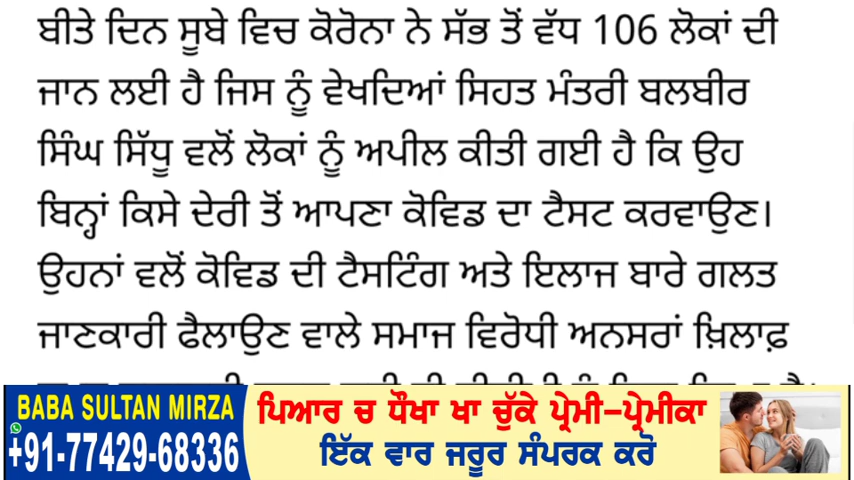 ਬੀਤੇ ਦਿਨ ਸੂਬੇ ਵਿਚ ਕੋਰੋਨਾ ਨੇ ਸੱਭ ਤੋਂ ਵੱਧ 106 ਲੋਕਾਂ ਦੀ
ਜਾਨ ਲਈ ਹੈ ਜਿਸ ਨੂੰ ਵੇਖਦਿਆਂ ਸਿਹਤ ਮੰਤਰੀ ਬਲਬੀਰ
ਸਿੰਘ ਸਿੱਧੂ ਵਲੋਂ ਲੋਕਾਂ ਨੂੰ ਅਪੀਲ ਕੀਤੀ ਗਈ ਹੈ ਕਿ ਉਹ
ਬਿਨ੍ਹਾਂ ਕਿਸੇ ਦੇਰੀ ਤੋਂ ਆਪਣਾ ਕੋਵਿਡ ਦਾ ਟੈਸਟ ਕਰਵਾਉਣ।
ਉਹਨਾਂ ਵਲੋਂ ਕੋਵਿਡ ਦੀ ਟੈਸਟਿੰਗ ਅਤੇ ਇਲਾਜ ਬਾਰੇ ਗਲਤ
ਜਾਣਕਾਰੀ ਫੈਲਾਉਣ ਵਾਲੇ ਸਮਾਜ ਵਿਰੋਧੀ ਅਨਸਰਾਂ ਖ਼ਿਲਾਫ਼
BABA SULTAN MIRZA
+91-77429-68336
ਪਿਆਰ ਚ ਧੌਖਾ ਖਾ ਚੁੱਕੇ ਪ੍ਰੇਮੀ-ਪ੍ਰੇਮੀਕਾ
ਇੱਕ ਵਾਰ ਜਰੂਰ ਸੰਪਰਕ ਕਰੋ